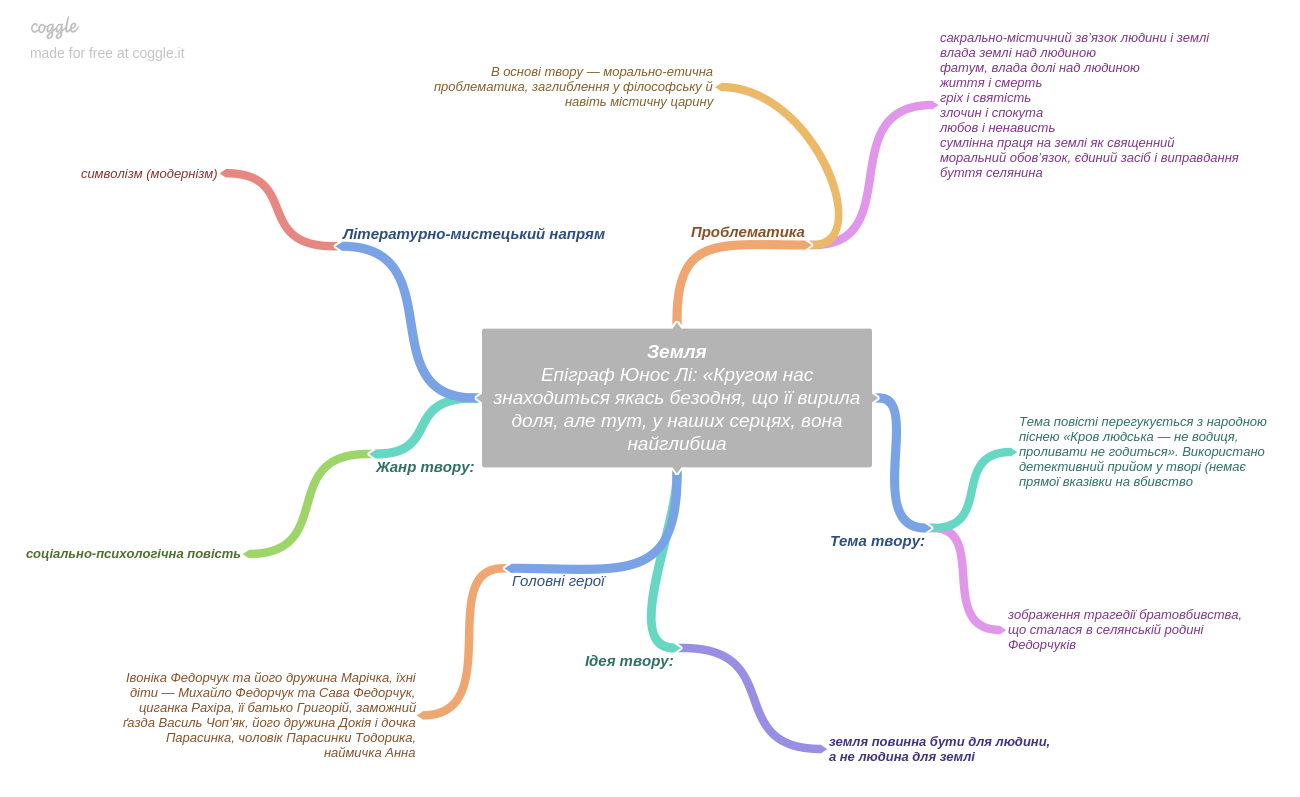 coggle
made for free at coggle.it
сакрально-містичний зв’язок людини і землі
влада землі над людиною
фатум, влада долі над людиною
життя і смерть
гріх і святість
злочин і спокута
любов і ненависть
сумлінна праця на землі як священний
моральний обов’язок, єдиний засіб і виправдання
буття селянина
В основі твору — морально-етична
проблематика, заглиблення у філософську й
навіть містичну царину
символізм (модернізм)
Літературно-мистецький напрям
Проблематика
Земля
Епіграф Юнос Лі: «Кругом нас
знаходиться якась безодня, що її вирила
доля, але тут, у наших серцях, вона
найглибша
Тема повісті перегукується з народною
піснею «Кров людська — не водиця,
проливати не годиться». Використано
детективний прийом у творі (немає
прямої вказівки на вбивство
Жанр твору:
Тема твору:
соціально-психологічна повість
Головні герої
зображення трагедії братовбивства,
що сталася в селянській родині
Федорчуків
Ідея твору:
Івоніка Федорчук та його дружина Марічка, їхні
діти — Михайло Федорчук та Сава Федорчук,
циганка Рахіра, її батько Григорій, заможний
ґазда Василь Чоп’як, його дружина Докія і дочка
Парасинка, чоловік Парасинки Тодорика,
наймичка Анна
земля повинна бути для людини,
а не людина для землі